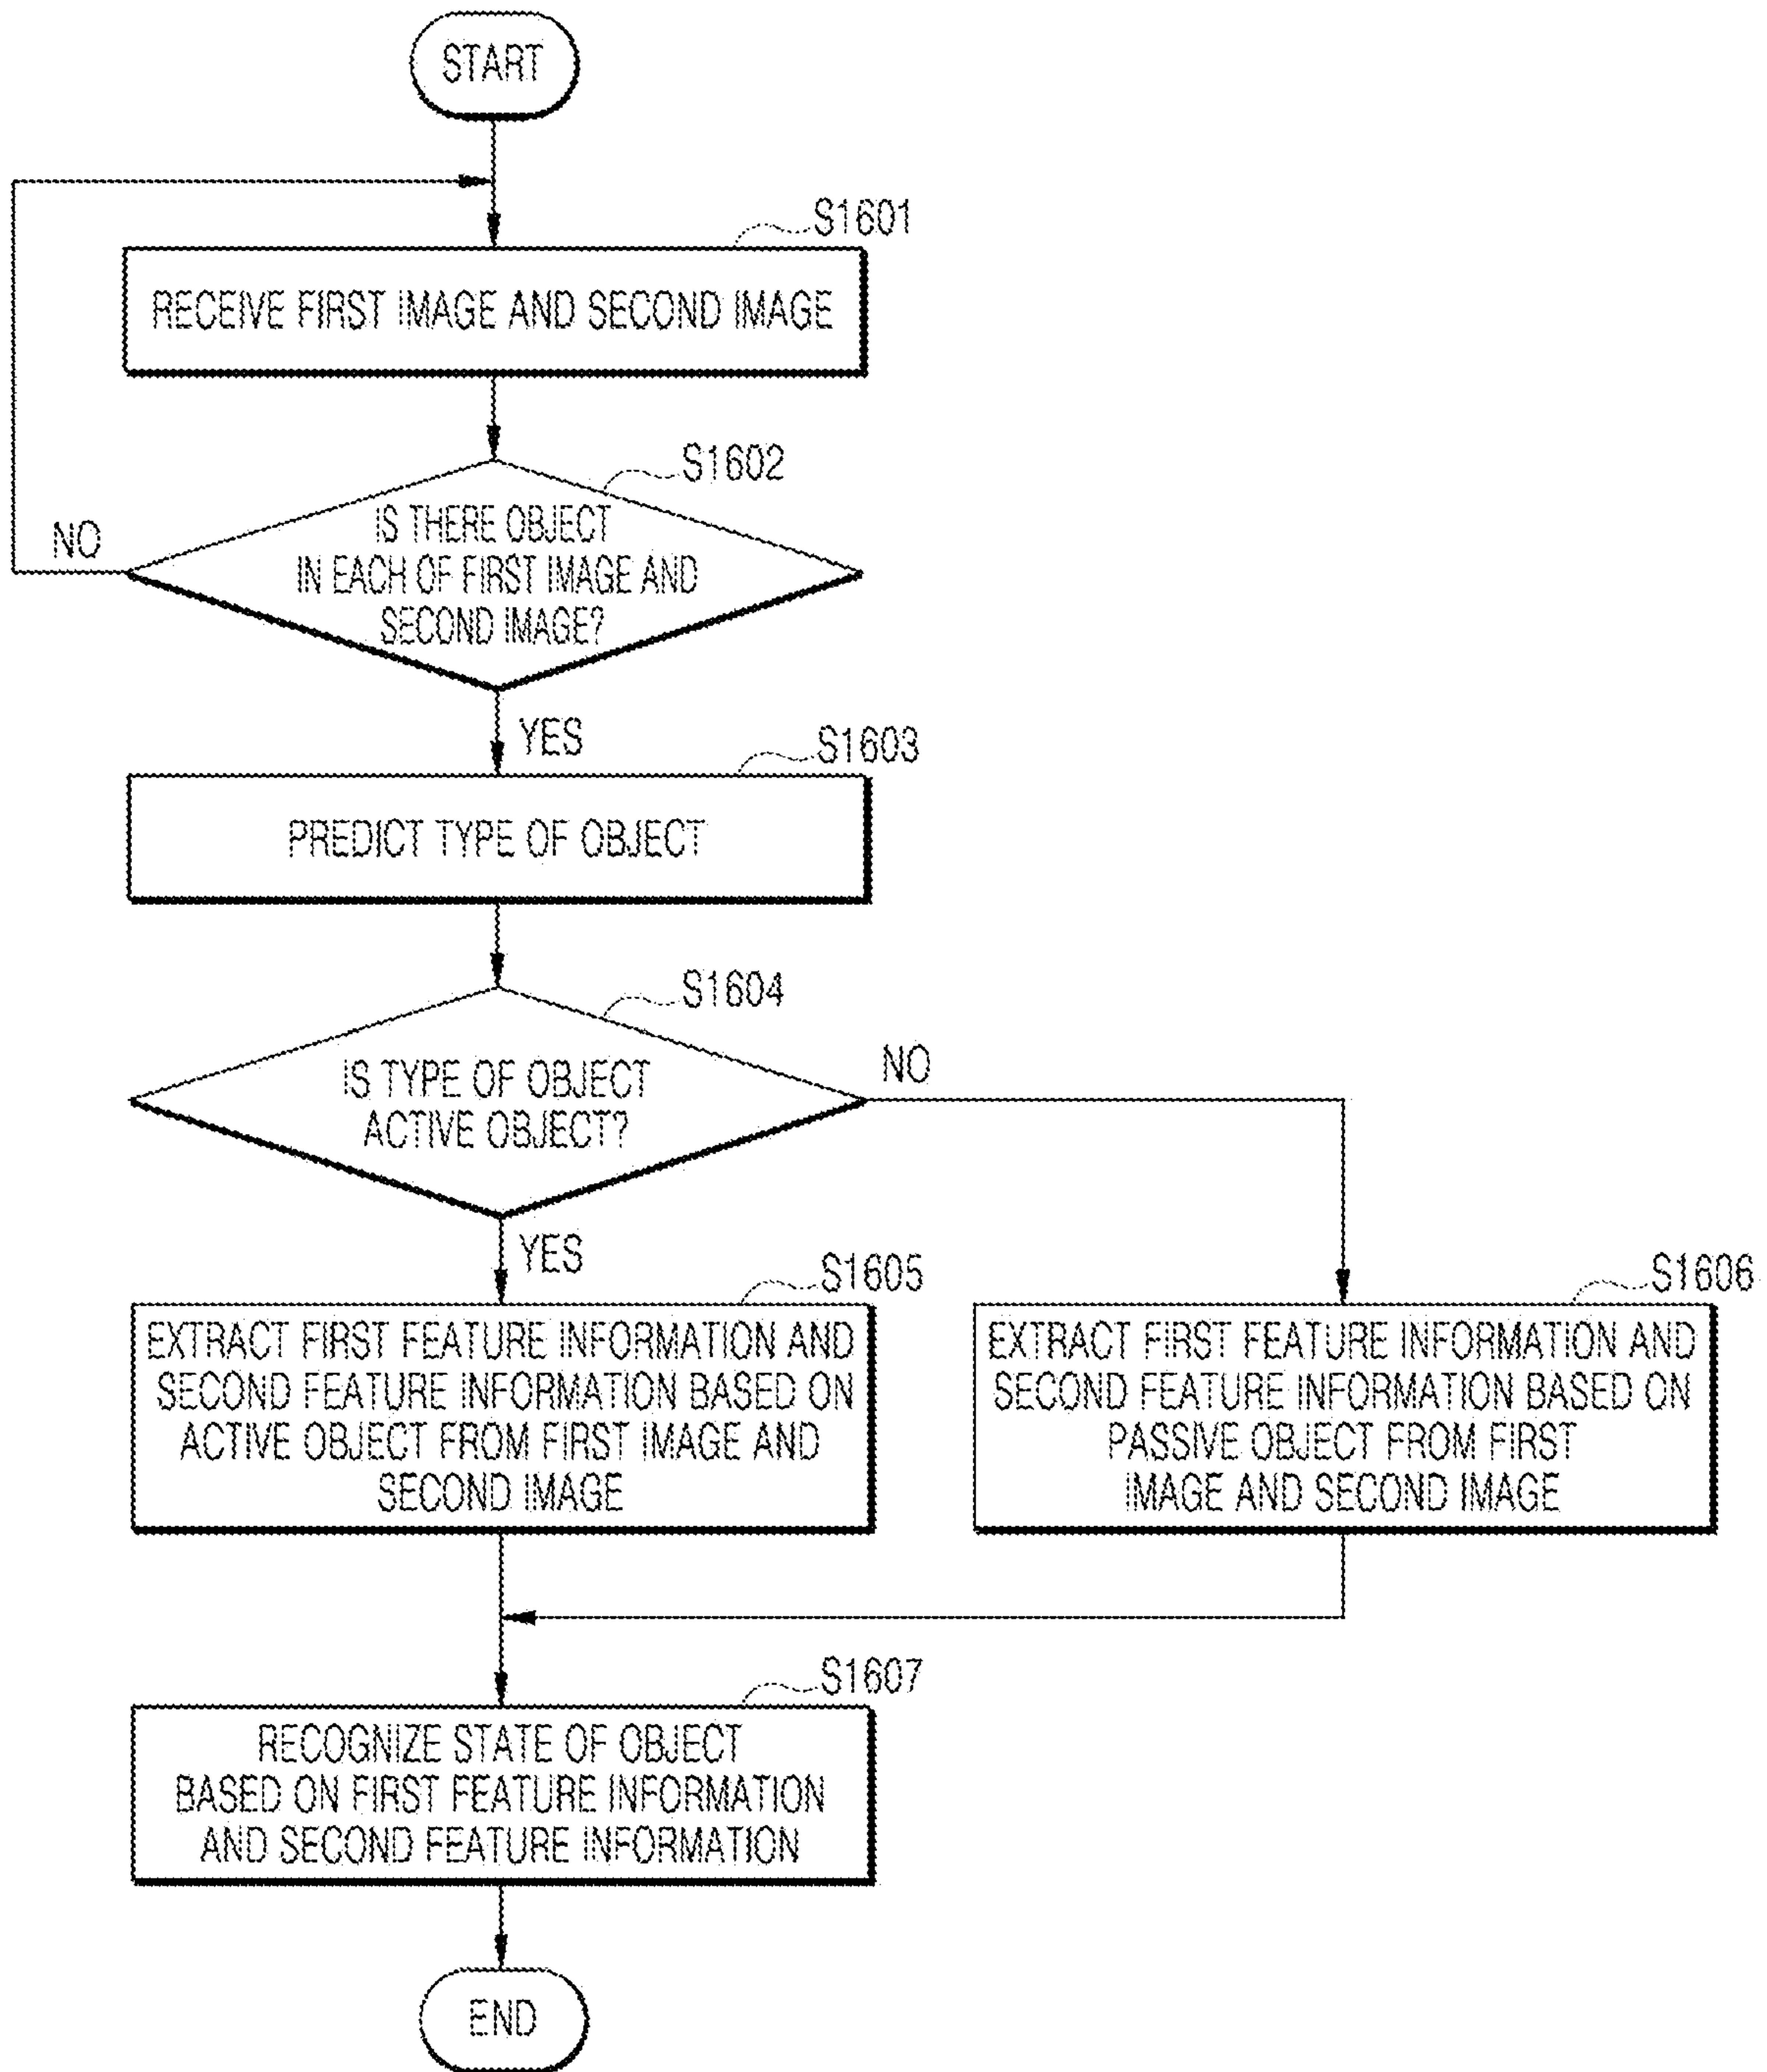 START
S1601
RECEIVE FIRST IMAGE AND SECOND IMAGE
S1602
IS THERE OBJECT
IN EACH OF FIRST IMAGE AND
SECOND IMAGE?
NO
YES
S1603
PREDICT TYPE OF OBJECT
S1604
IS TYPE OF OBJECT
ACTIVE OBJECT?
NO
YES
S1605
EXTRACT FIRST FEATURE INFORMATION AND
SECOND FEATURE INFORMATION BASED ON
ACTIVE OBJECT FROM FIRST IMAGE AND
SECOND IMAGE
S1606
EXTRACT FIRST FEATURE INFORMATION AND
SECOND FEATURE INFORMATION BASED ON
PASSIVE OBJECT FROM FIRST
IMAGE AND SECOND IMAGE
S1607
RECOGNIZE STATE OF OBJECT
BASED ON FIRST FEATURE INFORMATION
AND SECOND FEATURE INFORMATION
END